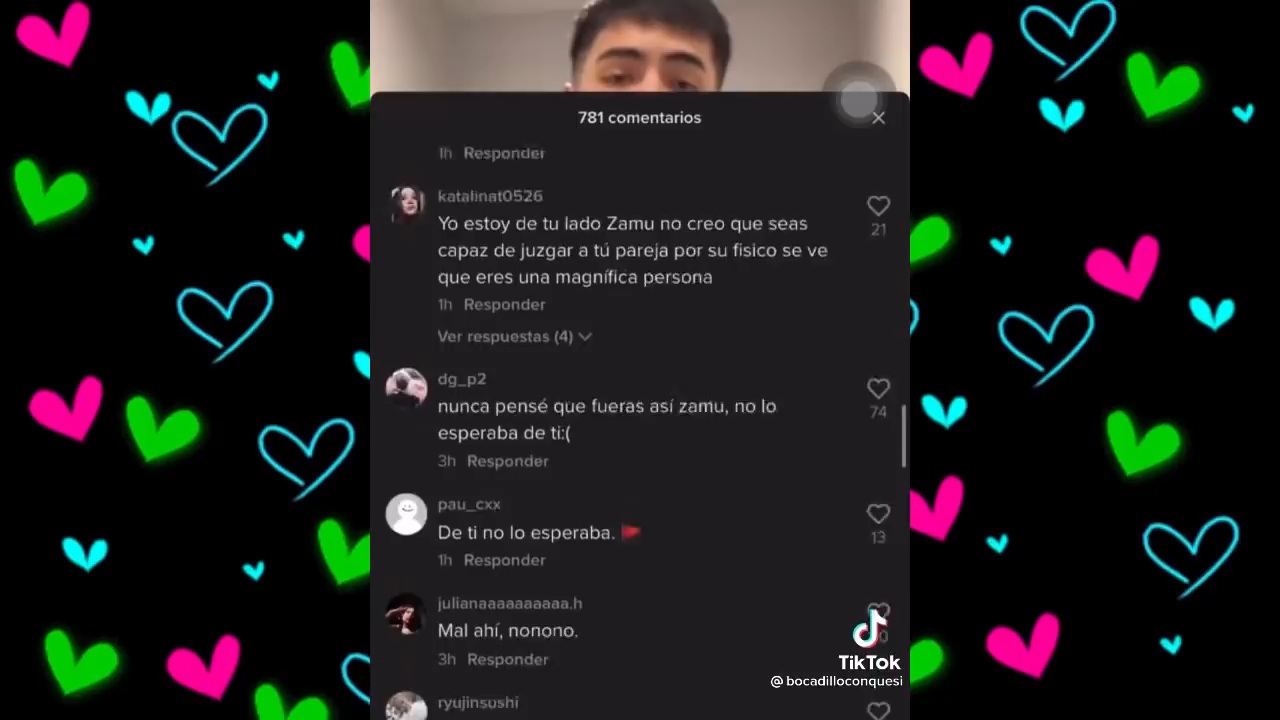 781 comentarios
1h Responder
katalinat0526
Yo estoy de tu lado Zamu no creo que seas
capaz de juzgar a tú pareja por su fisico se ve
que eres una magnífica persona
21
1h Responder
Ver respuestas (4)
dg_p2
nunca pensé que fueras así zamu, no lo
esperaba de ti:(
74
3h Responder
pau_cxx
De ti no lo esperaba.
13
1h Responder
julianaaaaaaaaaa.h
Mal ahí, nonono.
3h Responder
TikTok
@ bocadilloconquesi
ryujinsushi